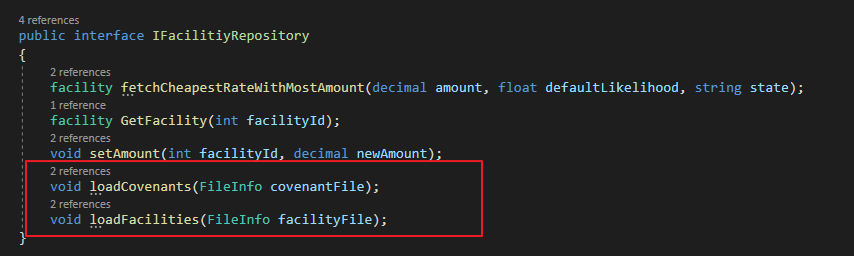 4 references
public interface IFacilitiyRepository
{
2 references
facility fetchCheapestRateWithMostAmount(decimal amount, float defaultLikelihood, string state);
1 reference
facility GetFacility(int facilityId);
2 references
void setAmount(int facilityId, decimal newAmount);
2 references
void loadCovenants(FileInfo covenantFile);
2 references
void loadFacilities(FileInfo facilityFile);
}